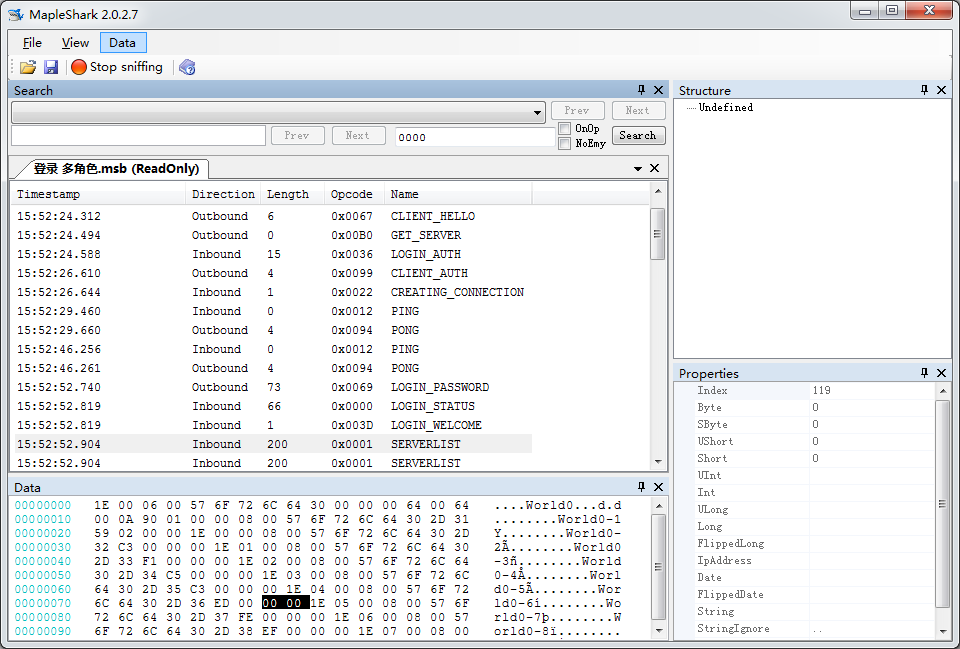 MapleShark 2.0.2.7
File View Data
Stop sniffing
Search
Prev Next
Prev Next 0000 OnOp NoEmy Search
登录 多角色.msb (ReadOnly)
Timestamp Direction Length Opcode Name
15:52:24.312 Outbound 6 0x0067 CLIENT_HELLO
15:52:24.494 Outbound 0 0x00B0 GET_SERVER
15:52:24.588 Inbound 15 0x0036 LOGIN_AUTH
15:52:26.610 Outbound 4 0x0099 CLIENT_AUTH
15:52:26.644 Inbound 1 0x0022 CREATING_CONNECTION
15:52:29.460 Inbound 0 0x0012 PING
15:52:29.660 Outbound 4 0x0094 PONG
15:52:46.256 Inbound 0 0x0012 PING
15:52:46.261 Outbound 4 0x0094 PONG
15:52:52.740 Outbound 73 0x0069 LOGIN_PASSWORD
15:52:52.819 Inbound 66 0x0000 LOGIN_STATUS
15:52:52.819 Inbound 1 0x003D LOGIN_WELCOME
15:52:52.904 Inbound 200 0x0001 SERVERLIST
15:52:52.904 Inbound 200 0x0001 SERVERLIST
Data
00000000 1E 00 06 00 57 6F 72 6C 64 30 00 00 00 64 00 64 ....World0...d.d
00000010 00 0A 90 01 00 00 08 00 57 6F 72 6C 64 30 2D 31 ........World0-1
00000020 59 02 00 00 1E 00 00 08 00 57 6F 72 6C 64 30 2D Y........World0-
00000030 32 C3 00 00 00 1E 01 00 08 00 57 6F 72 6C 64 30 2Ã........World0
00000040 2D 33 F1 00 00 00 1E 02 00 08 00 57 6F 72 6C 64 -3ñ........World
00000050 30 2D 34 C5 00 00 00 1E 03 00 08 00 57 6F 72 6C 0-4Å........Worl
00000060 64 30 2D 35 C3 00 00 00 1E 04 00 08 00 57 6F 72 d0-5Ã........Wor
00000070 6C 64 30 2D 36 ED 00 00 00 1E 05 00 08 00 57 6F ld0-6í........Wo
00000080 72 6C 64 30 2D 37 FE 00 00 00 1E 06 00 08 00 57 rld0-7þ........W
00000090 6F 72 6C 64 30 2D 38 EF 00 00 00 1E 07 00 08 00 orld0-8ï........
Structure
Undefined
Properties
Index 119
Byte 0
SByte 0
UShort 0
Short 0
UInt
Int
ULong
Long
FlippedLong
IpAddress
Date
FlippedDate
String
StringIgnore ..